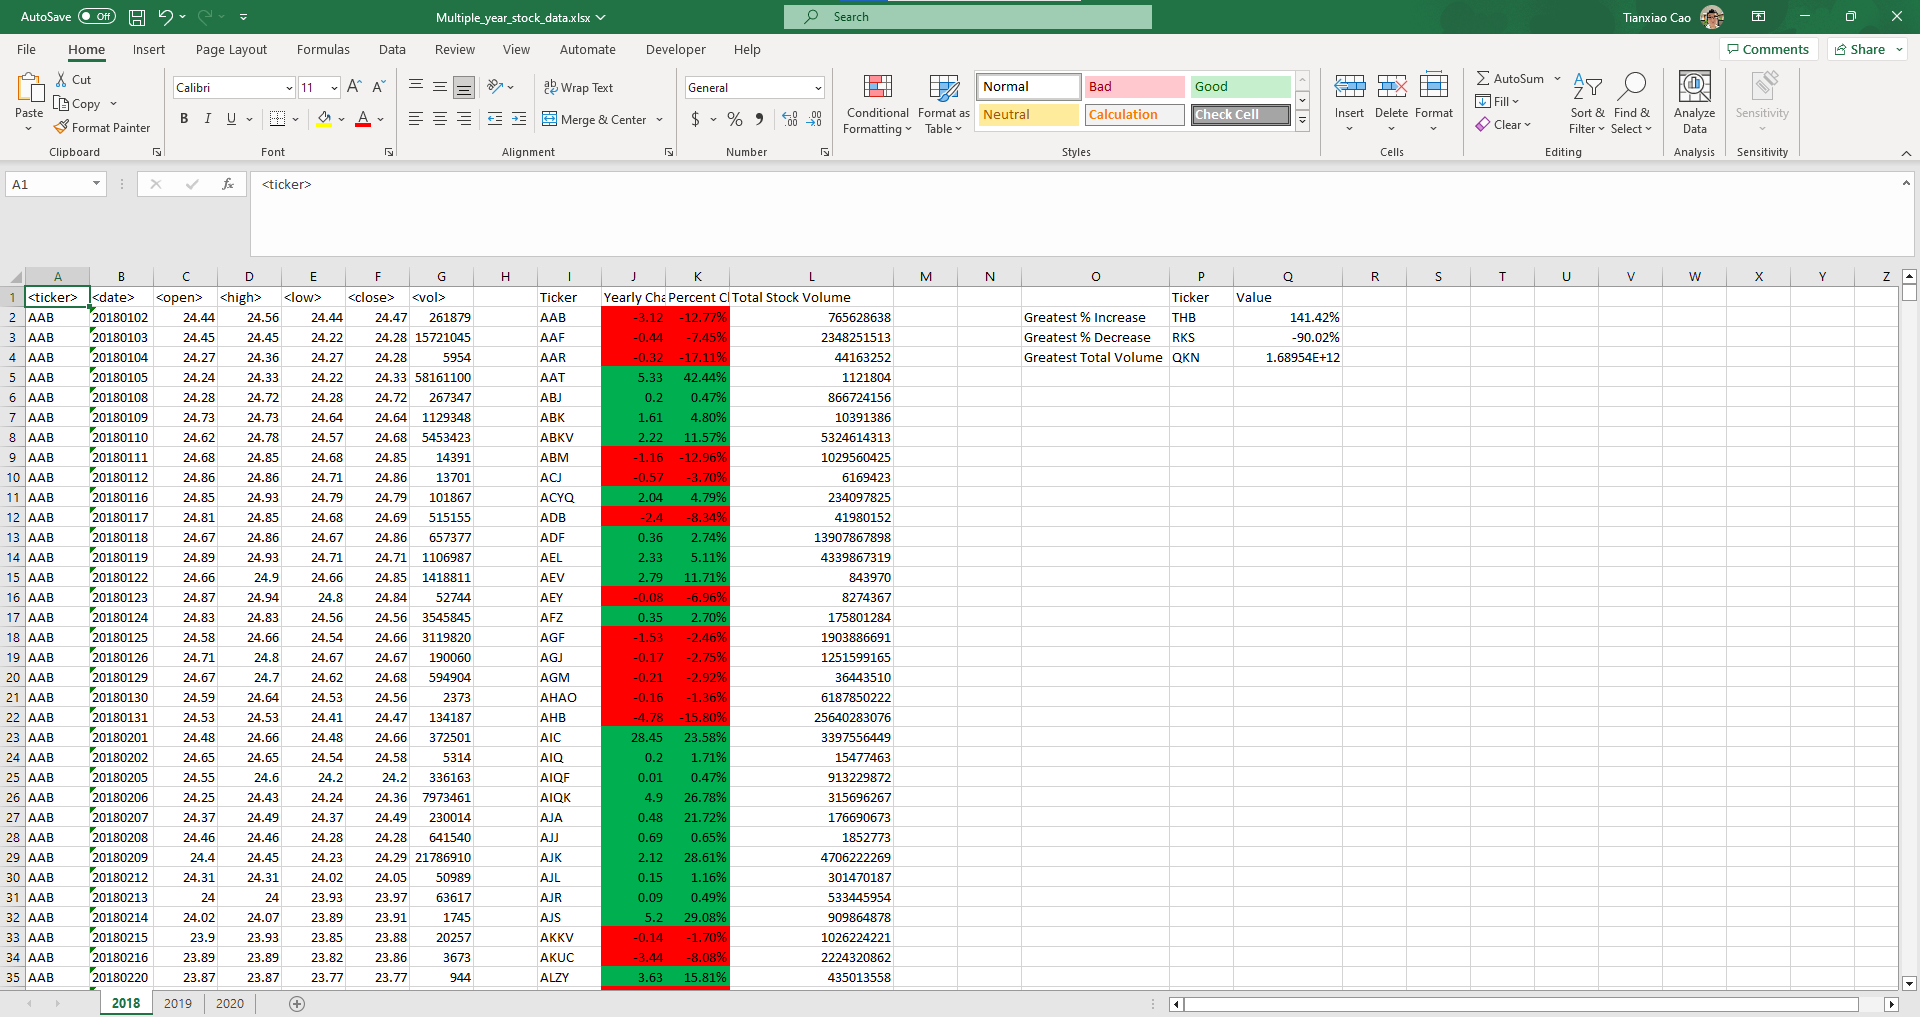 AutoSave Off Multiple_year_stock_data.xlsx Search Tianxiao Cao
File Home Insert Page Layout Formulas Data Review View Automate Developer Help Comments Share
Paste Cut Copy Format Painter Clipboard
Calibri 11 B I U Font
Wrap Text Merge & Center Alignment
General $ % Number
Conditional Formatting Format as Table
Normal Bad Good
Neutral Calculation Check Cell
Styles
Insert Delete Format Cells
AutoSum Fill Clear Sort & Filter Find & Select Editing
Analyze Data Analysis
Sensitivity Sensitivity
A1 fx <ticker>
A B C D E F G H I J K L M N O P Q R S T U V W X Y Z
1 <ticker> <date> <open> <high> <low> <close> <vol> Ticker Yearly Cha Percent Cl Total Stock Volume Ticker Value
2 AAB 20180102 24.44 24.56 24.44 24.47 261879 AAB -3.12 -12.77% 765628638 Greatest % Increase THB 141.42%
3 AAB 20180103 24.45 24.45 24.22 24.28 15721045 AAF -0.44 -7.45% 2348251513 Greatest % Decrease RKS -90.02%
4 AAB 20180104 24.27 24.36 24.27 24.28 5954 AAR -0.32 -17.11% 44163252 Greatest Total Volume QKN 1.68954E+12
5 AAB 20180105 24.24 24.33 24.22 24.33 58161100 AAT 5.33 42.44% 1121804
6 AAB 20180108 24.28 24.72 24.28 24.72 267347 ABJ 0.2 0.47% 866724156
7 AAB 20180109 24.73 24.73 24.64 24.64 1129348 ABK 1.61 4.80% 10391386
8 AAB 20180110 24.62 24.78 24.57 24.68 5453423 ABKV 2.22 11.57% 5324614313
9 AAB 20180111 24.68 24.85 24.68 24.85 14391 ABM -1.16 -12.96% 1029560425
10 AAB 20180112 24.86 24.86 24.71 24.86 13701 ACJ -0.57 -3.70% 6169423
11 AAB 20180116 24.85 24.93 24.79 24.79 101867 ACYQ 2.04 4.79% 234097825
12 AAB 20180117 24.81 24.85 24.68 24.69 515155 ADB -2.4 -8.34% 41980152
13 AAB 20180118 24.67 24.86 24.67 24.86 657377 ADF 0.36 2.74% 13907867898
14 AAB 20180119 24.89 24.93 24.71 24.71 1106987 AEL 2.33 5.11% 4339867319
15 AAB 20180122 24.66 24.9 24.66 24.85 1418811 AEV 2.79 11.71% 843970
16 AAB 20180123 24.87 24.94 24.8 24.84 52744 AEY -0.08 -6.96% 8274367
17 AAB 20180124 24.83 24.83 24.56 24.56 3545845 AFZ 0.35 2.70% 175801284
18 AAB 20180125 24.58 24.66 24.54 24.66 3119820 AGF -1.53 -2.46% 1903886691
19 AAB 20180126 24.71 24.8 24.67 24.67 190060 AGJ -0.17 -2.75% 1251599165
20 AAB 20180129 24.67 24.7 24.62 24.68 594904 AGM -0.21 -2.92% 36443510
21 AAB 20180130 24.59 24.64 24.53 24.56 2373 AHAO -0.16 -1.36% 6187850222
22 AAB 20180131 24.53 24.53 24.41 24.47 134187 AHB -4.78 -15.80% 25640283076
23 AAB 20180201 24.48 24.66 24.48 24.66 372501 AIC 28.45 23.58% 3397556449
24 AAB 20180202 24.65 24.65 24.54 24.58 5314 AIQ 0.2 1.71% 15477463
25 AAB 20180205 24.55 24.6 24.2 24.2 336163 AIQF 0.01 0.47% 913229872
26 AAB 20180206 24.25 24.43 24.24 24.36 7973461 AIQK 4.9 26.78% 315696267
27 AAB 20180207 24.37 24.49 24.37 24.49 230014 AJA 0.48 21.72% 176690673
28 AAB 20180208 24.46 24.46 24.28 24.28 641540 AJJ 0.69 0.65% 1852773
29 AAB 20180209 24.4 24.45 24.23 24.29 21786910 AJK 2.12 28.61% 4706222269
30 AAB 20180212 24.31 24.31 24.02 24.05 50989 AJL 0.15 1.16% 301470187
31 AAB 20180213 24 24 23.93 23.97 63617 AJR 0.09 0.49% 533445954
32 AAB 20180214 24.02 24.07 23.89 23.91 1745 AJS 5.2 29.08% 909864878
33 AAB 20180215 23.9 23.93 23.85 23.88 20257 AKKV -0.14 -1.70% 1026224221
34 AAB 20180216 23.89 23.89 23.82 23.86 3673 AKUC -3.44 -8.08% 2224320862
35 AAB 20180220 23.87 23.87 23.77 23.77 944 ALZY 3.63 15.81% 435013558
2018 2019 2020